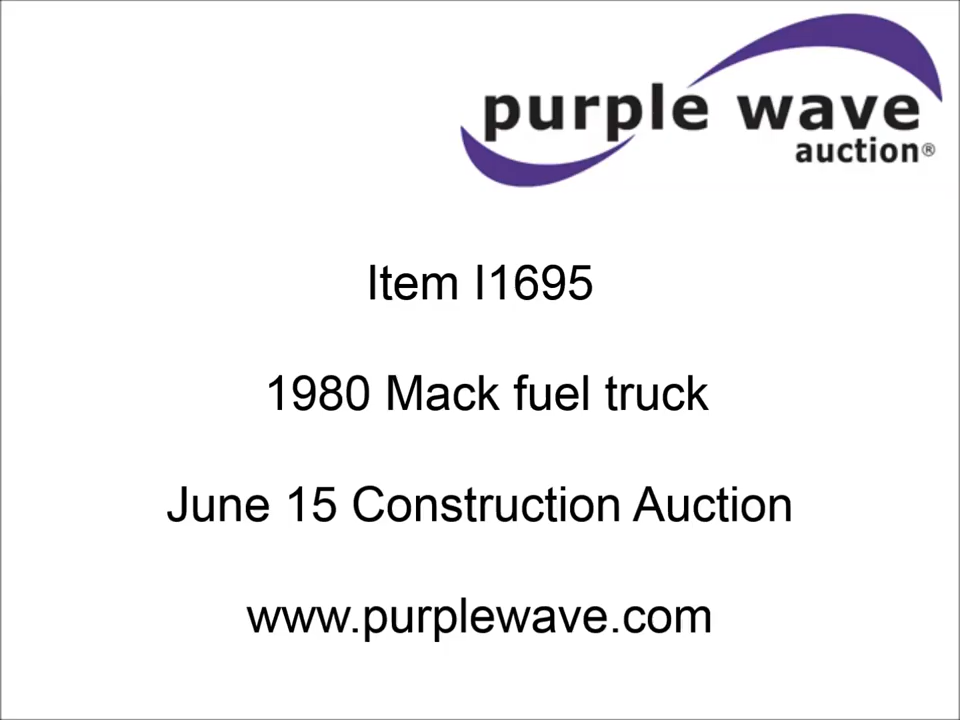 purple wave
auction®
Item I1695
1980 Mack fuel truck
June 15 Construction Auction
www.purplewave.com